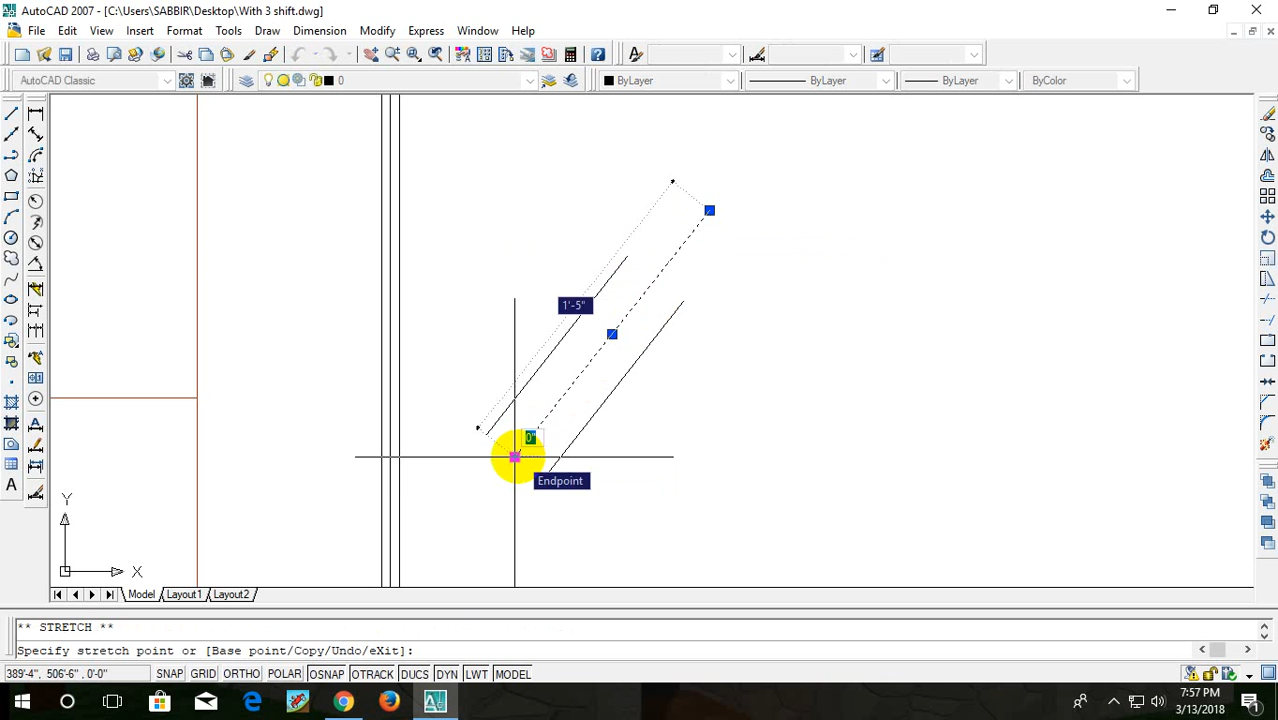 AutoCAD 2007 - [C:\Users\SABBIR\Desktop\With 3 shift.dwg]
File Edit View Insert Format Tools Draw Dimension Modify Express Window Help
AutoCAD Classic 0 ByLayer ByLayer ByLayer ByColor
1'-5"
0"
Endpoint
Y
X
A
Model Layout1 Layout2
** STRETCH **
Specify stretch point or [Base point/Copy/Undo/eXit]:
389'-4", 506'-6", 0'-0" SNAP GRID ORTHO POLAR OSNAP OTRACK DUCS DYN LWT MODEL
7:57 PM
3/13/2018